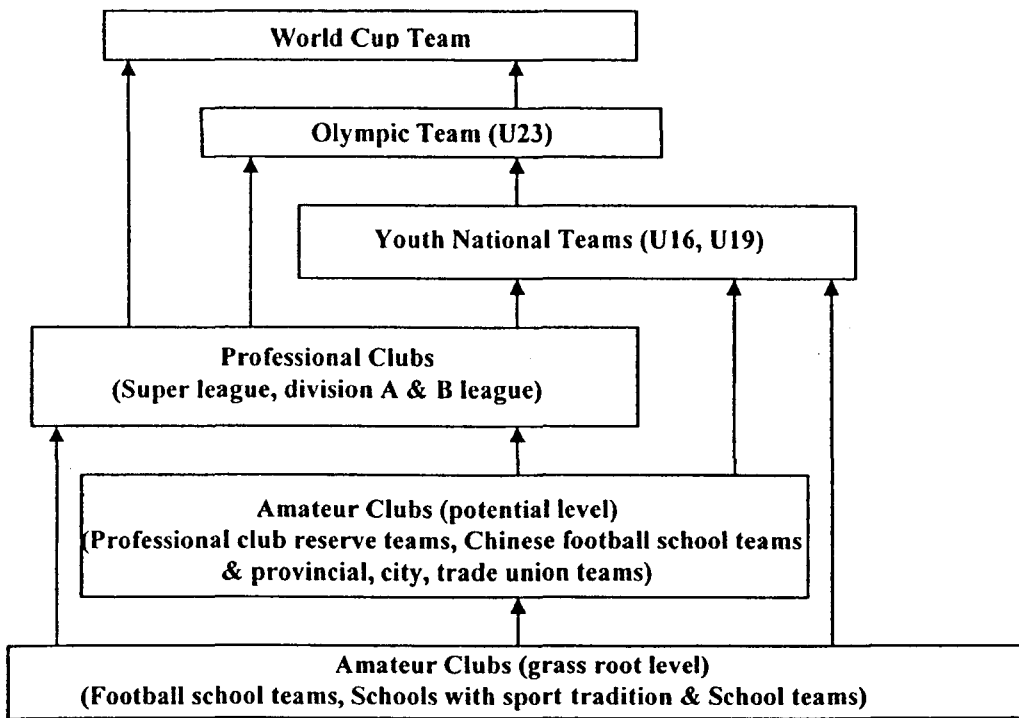 World Cup Team
Olympic Team (U23)
Youth National Teams (U16, U19)
Professional Clubs
(Super league, division A & B league)
Amateur Clubs (potential level)
(Professional club reserve teams, Chinese football school teams
& provincial, city, trade union teams)
Amateur Clubs (grass root level)
(Football school teams, Schools with sport tradition & School teams)